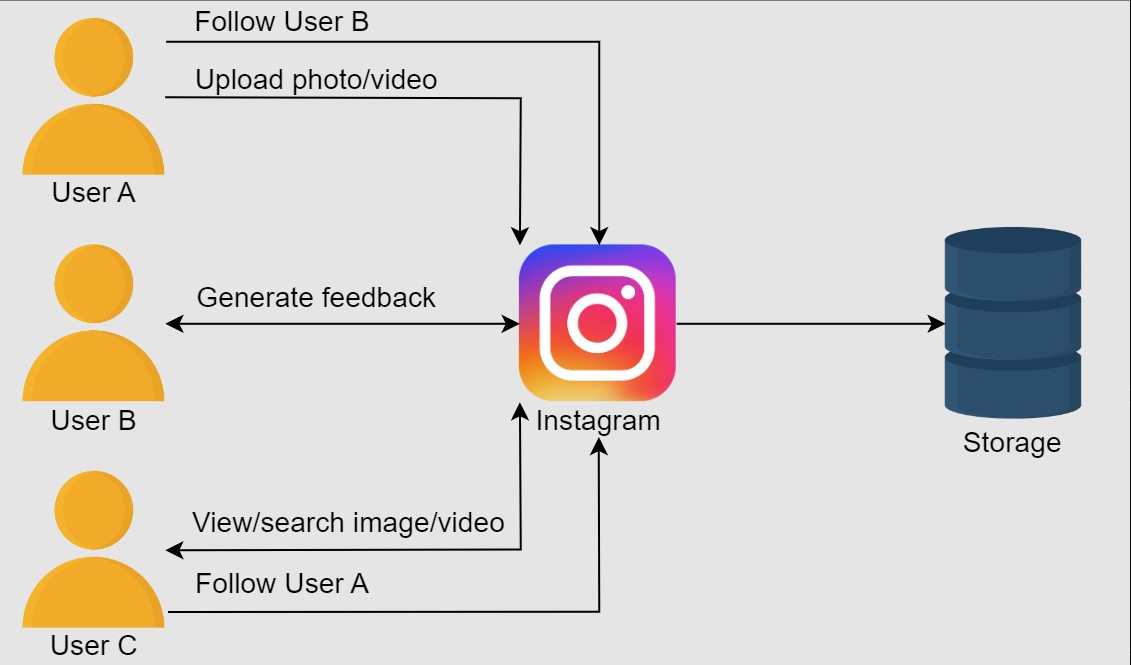 Follow User B
Upload photo/video
User A
Generate feedback
User B
Instagram
Storage
View/search image/video
Follow User A
User C